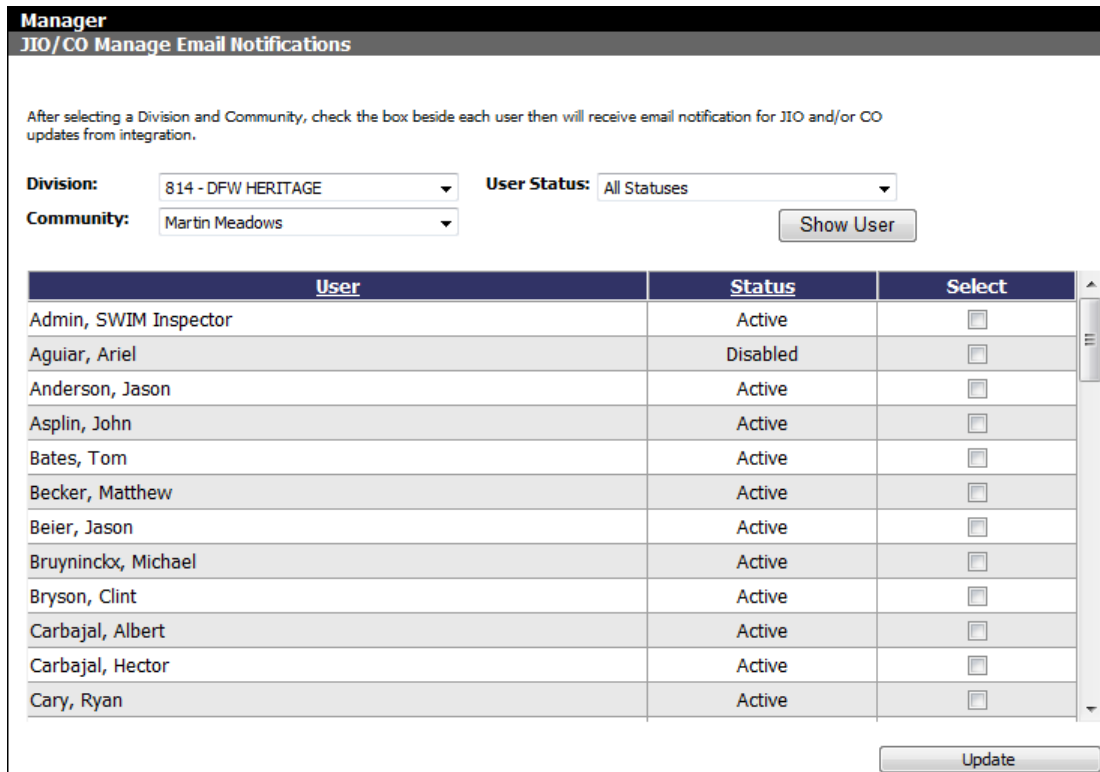 Manager
JIO/CO Manage Email Notifications
After selecting a Division and Community, check the box beside each user then will receive email notification for JIO and/or CO
updates from integration.
Division: 814 - DFW HERITAGE User Status: All Statuses
Community: Martin Meadows Show User
User Status Select
Admin, SWIM Inspector Active
Aguiar, Ariel Disabled
Anderson, Jason Active
Asplin, John Active
Bates, Tom Active
Becker, Matthew Active
Beier, Jason Active
Bruyninckx, Michael Active
Bryson, Clint Active
Carbajal, Albert Active
Carbajal, Hector Active
Cary, Ryan Active
Update